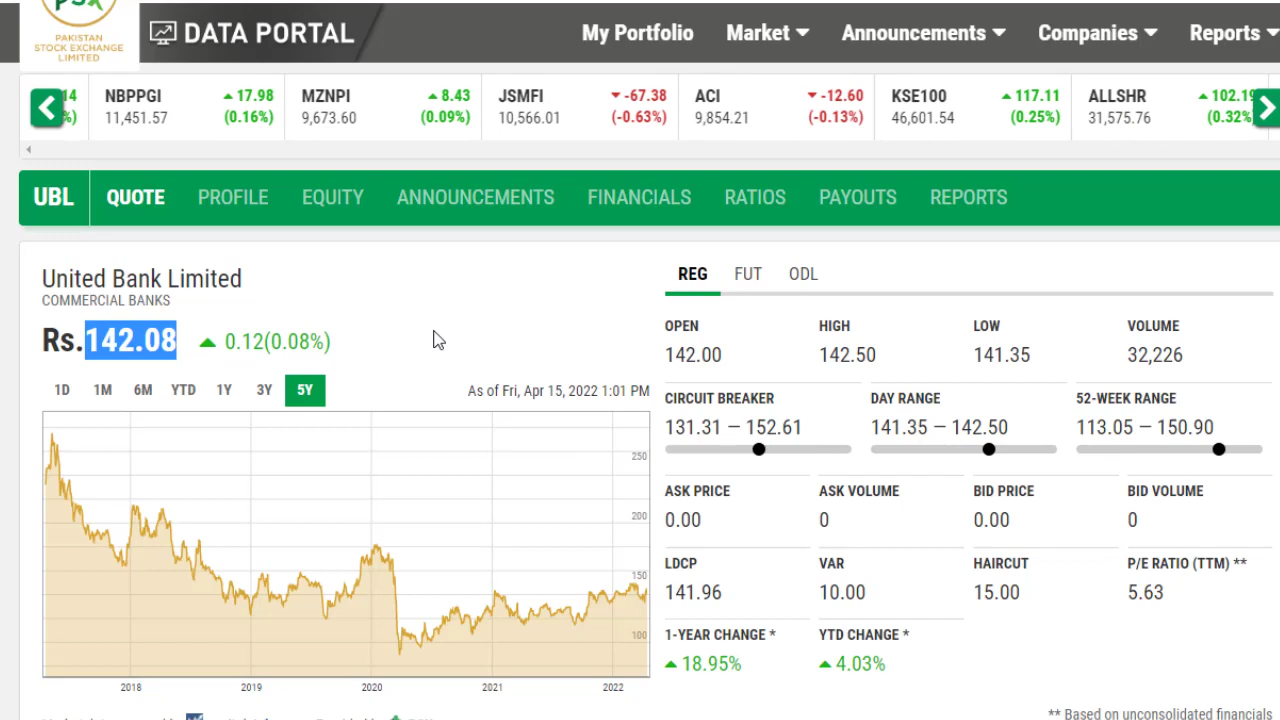 PAKISTAN
STOCK EXCHANGE
LIMITED
DATA PORTAL
My Portfolio Market Announcements Companies Reports
14 NBPPGI 17.98 MZNPI 8.43 JSMFI -67.38 ACI -12.60 KSE100 117.11 ALLSHR 102.19
%) 11,451.57 (0.16%) 9,673.60 (0.09%) 10,566.01 (-0.63%) 9,854.21 (-0.13%) 46,601.54 (0.25%) 31,575.76 (0.32%
UBL QUOTE PROFILE EQUITY ANNOUNCEMENTS FINANCIALS RATIOS PAYOUTS REPORTS
United Bank Limited
COMMERCIAL BANKS
Rs.142.08 0.12(0.08%)
1D 1M 6M YTD 1Y 3Y 5Y
As of Fri, Apr 15, 2022 1:01 PM
250
200
150
100
2018 2019 2020 2021 2022
REG FUT ODL
OPEN HIGH LOW VOLUME
142.00 142.50 141.35 32,226
CIRCUIT BREAKER DAY RANGE 52-WEEK RANGE
131.31 — 152.61 141.35 — 142.50 113.05 — 150.90
ASK PRICE ASK VOLUME BID PRICE BID VOLUME
0.00 0 0.00 0
LDCP VAR HAIRCUT P/E RATIO (TTM) **
141.96 10.00 15.00 5.63
1-YEAR CHANGE * YTD CHANGE *
18.95% 4.03%
** Based on unconsolidated financials